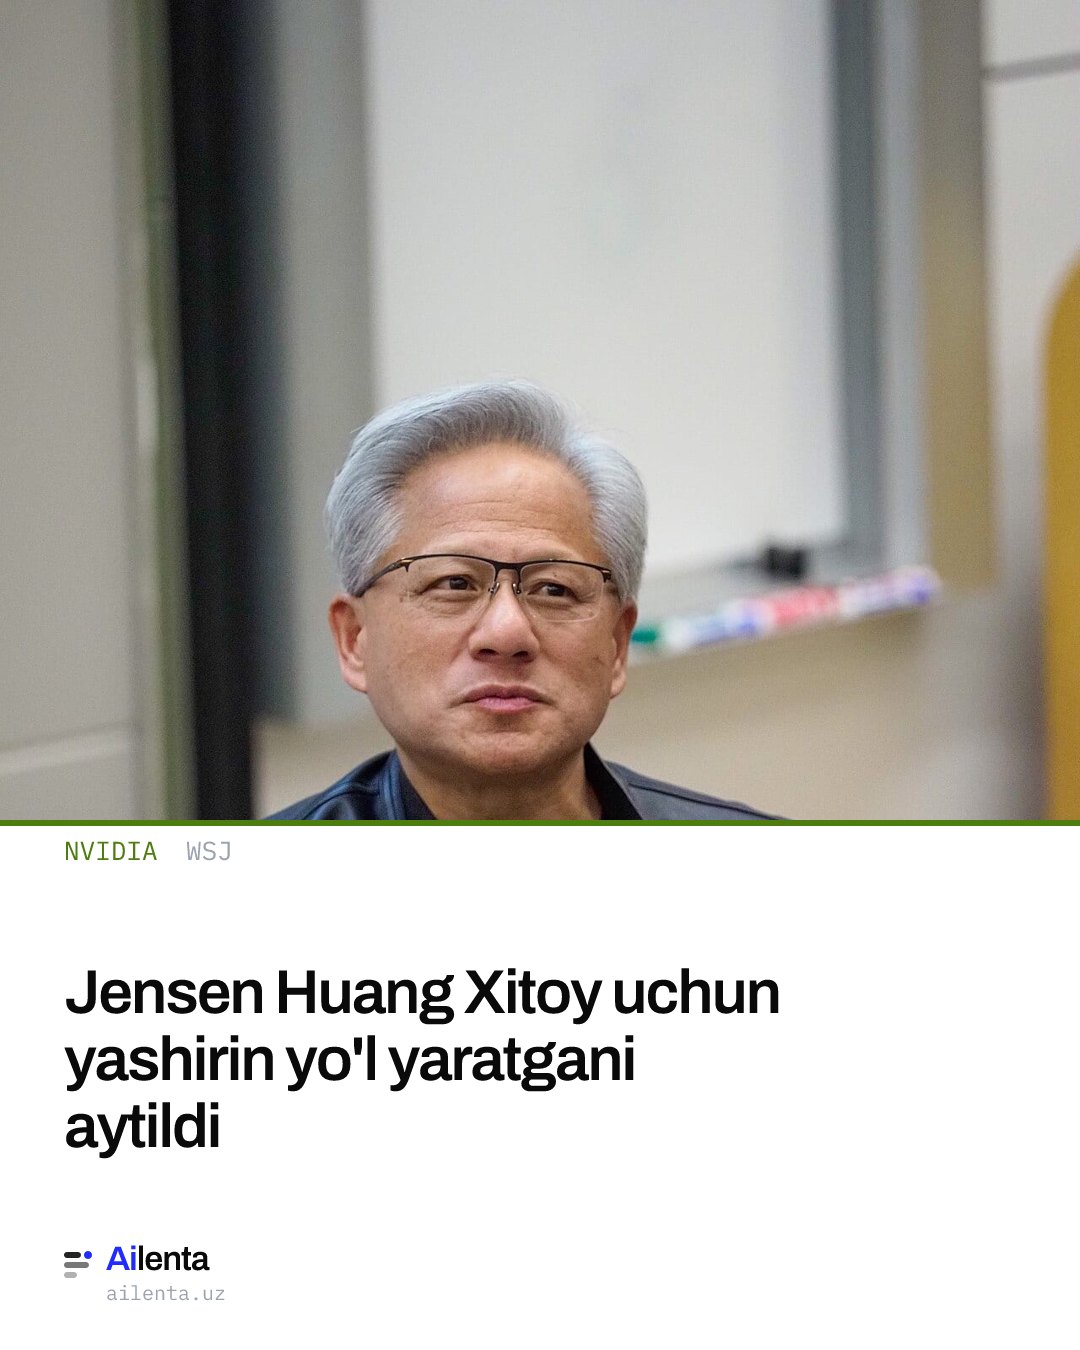 NVIDIA WSJ
Jensen Huang Xitoy uchun
yashirin yo'l yaratgani
aytildi
Ailenta
ailenta.uz